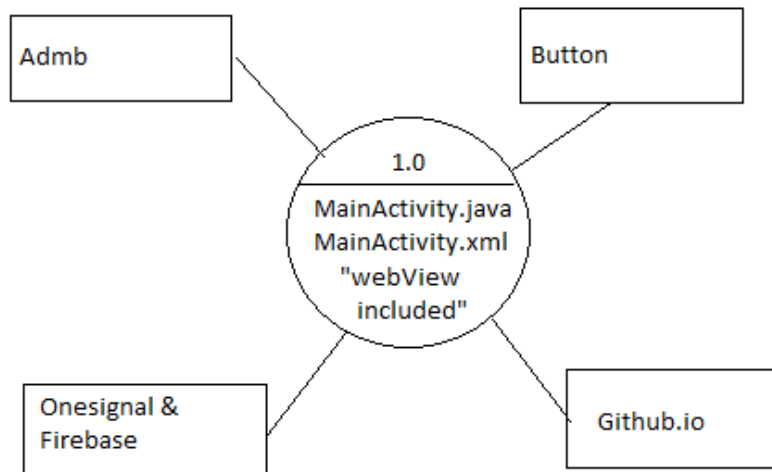 Admb
Button
1.0
MainActivity.java
MainActivity.xml
"webView
included"
Onesignal &
Firebase
Github.io